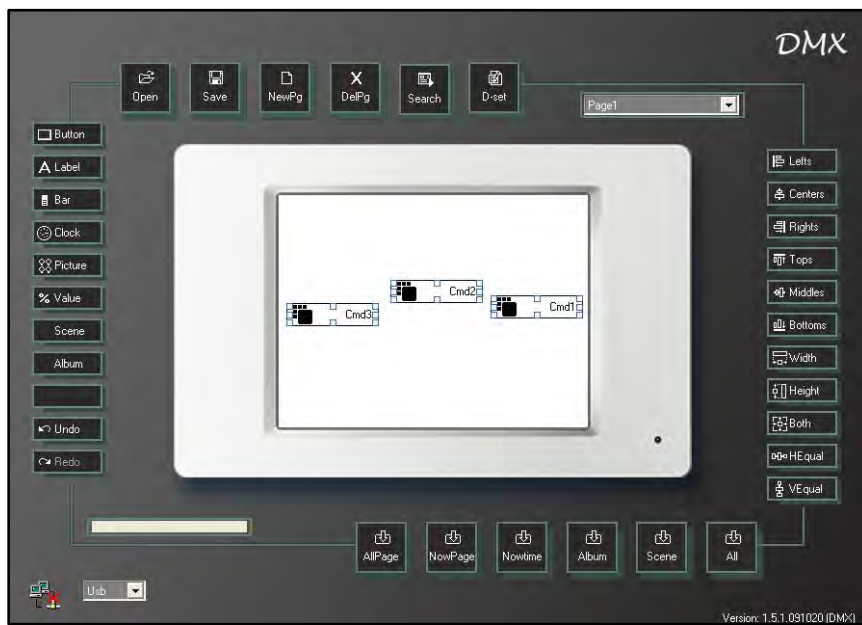 DMX
Open
Save
NewPg
DelPg
Search
D-set
Page1
Button
Label
Bar
Clock
Picture
Value
Scene
Album
Undo
Redo
Cmd3
Cmd2
Cmd1
Lefts
Centers
Rights
Tops
Middles
Bottoms
Width
Height
Both
HEqual
VEqual
AllPage
NowPage
Nowtime
Album
Scene
All
Usb
Version: 1.5.1.091020 (DMX)